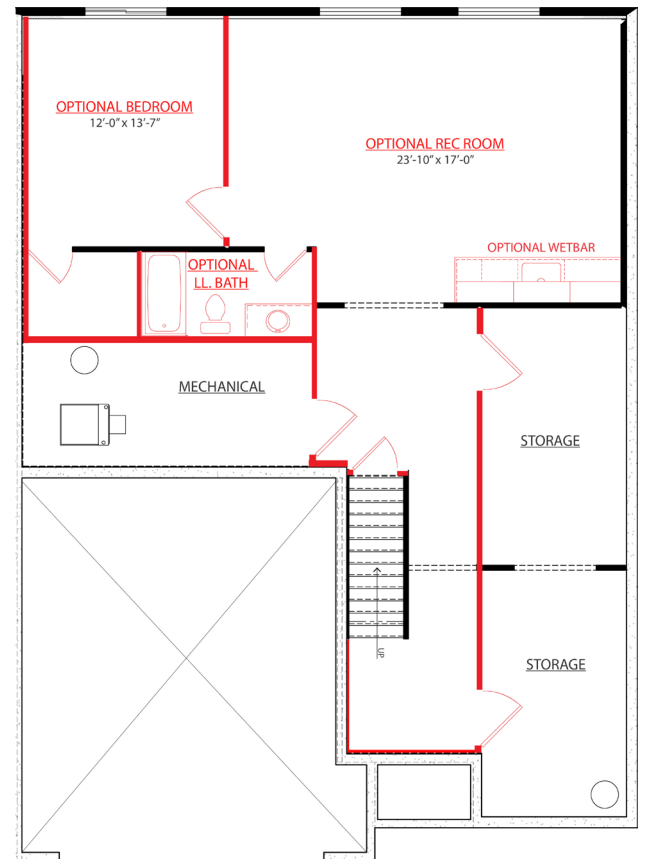 OPTIONAL BEDROOM
12'-0" x 13'-7"
OPTIONAL REC ROOM
23'-10" x 17'-0"
OPTIONAL WETBAR
OPTIONAL
LL. BATH
MECHANICAL
STORAGE
UP
STORAGE